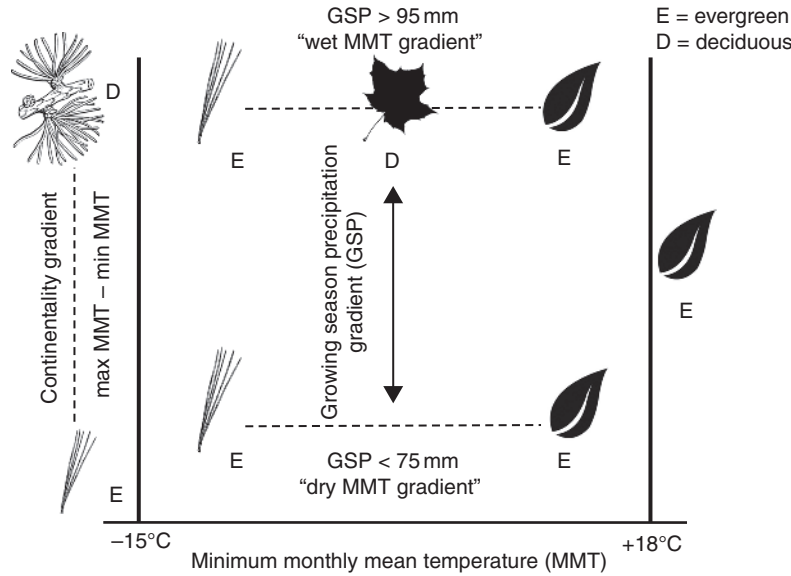 GSP > 95 mm
“wet MMT gradient”
E = evergreen
D = deciduous
D
E
D
E
Continentality gradient
max MMT – min MMT
Growing season precipitation
gradient (GSP)
E
E
E
E
GSP < 75 mm
“dry MMT gradient”
E
–15°C
+18°C
Minimum monthly mean temperature (MMT)